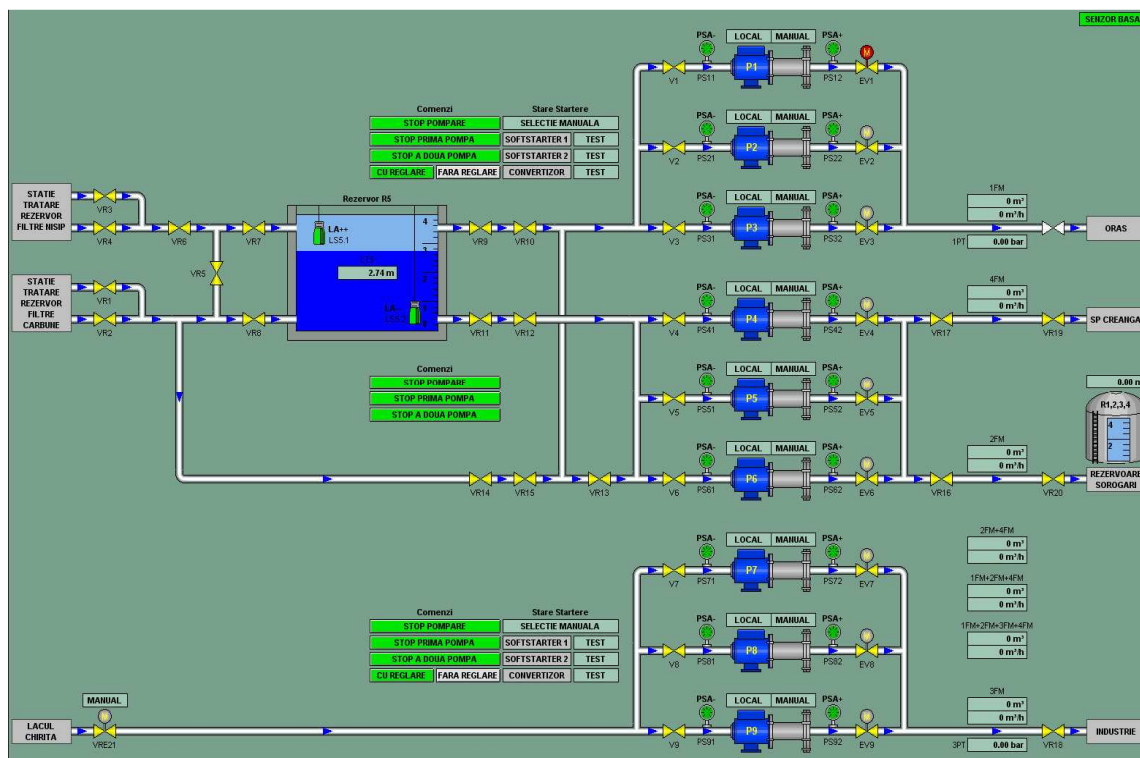 SENZOR BASA
PSA-
LOCAL MANUAL
PSA+
M
P1
V1
PS11
PS12
EV1
Comenzi
Stare Startere
STOP POMPARE
SELECTIE MANUALA
STOP PRIMA POMPA
SOFTSTARTER 1
TEST
STOP A DOUA POMPA
SOFTSTARTER 2
TEST
CU REGLARE
FARA REGLARE
CONVERTIZOR
TEST
PSA-
LOCAL MANUAL
PSA+
M
P2
V2
PS21
PS22
EV2
STATIE
TRATARE
REZERVOR
FILTRE NISIP
VR3
VR4
VR6
VR7
Rezervor R5
LA++
LS5.1
4
2.74 m
VR9
VR10
PSA-
LOCAL MANUAL
PSA+
M
P3
V3
PS31
PS32
EV3
1FM
0 m³
0 m³/h
1PT
0.00 bar
ORAS
VR5
STATIE
TRATARE
REZERVOR
FILTRE
CARBUNE
VR1
VR2
VR8
VR11
VR12
PSA-
LOCAL MANUAL
PSA+
M
P4
V4
PS41
PS42
EV4
4FM
0 m³
0 m³/h
VR17
VR19
SP CREANGA
Comenzi
STOP POMPARE
STOP PRIMA POMPA
STOP A DOUA POMPA
PSA-
LOCAL MANUAL
PSA+
M
P5
V5
PS51
PS52
EV5
R1,2,3,4
4
2
VR14
VR15
VR13
PSA-
LOCAL MANUAL
PSA+
M
P6
V6
PS61
PS62
EV6
2FM
0 m³
0 m³/h
VR16
VR20
REZERVOARE
SOROGARI
PSA-
LOCAL MANUAL
PSA+
M
P7
V7
PS71
PS72
EV7
2FM+4FM
0 m³
0 m³/h
1FM+2FM+4FM
0 m³
0 m³/h
Comenzi
Stare Startere
STOP POMPARE
SELECTIE MANUALA
STOP PRIMA POMPA
SOFTSTARTER 1
TEST
STOP A DOUA POMPA
SOFTSTARTER 2
TEST
CU REGLARE
FARA REGLARE
CONVERTIZOR
TEST
PSA-
LOCAL MANUAL
PSA+
M
P8
V8
PS81
PS82
EV8
1FM+2FM+3FM+4FM
0 m³
0 m³/h
MANUAL
M
LACUL
CHIRITA
VRE21
PSA-
LOCAL MANUAL
PSA+
M
P9
V9
PS91
PS92
EV9
3FM
0 m³
0 m³/h
3PT
0.00 bar
VR18
INDUSTRIE